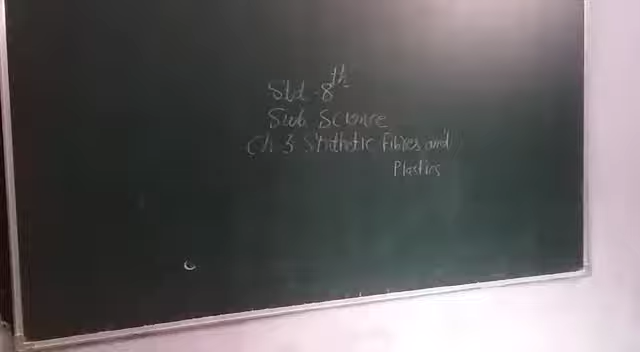 Std - 8th
Sub Science
Ch. 3 Synthetic Fibres and
Plastics